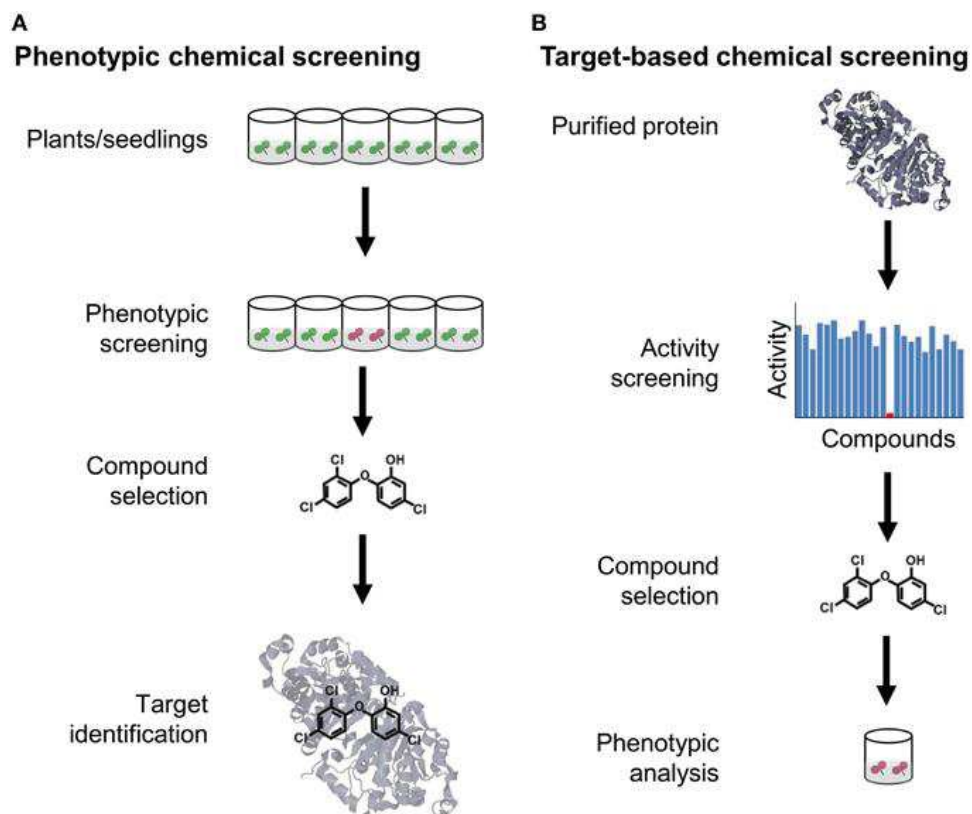 A
Phenotypic chemical screening
Plants/seedlings
Phenotypic
screening
Compound
selection
Cl
OH
O
Cl
Cl
Target
identification
Cl
OH
O
Cl
Cl
B
Target-based chemical screening
Purified protein
Activity
screening
Activity
Compounds
Compound
selection
Cl
OH
O
Cl
Cl
Phenotypic
analysis